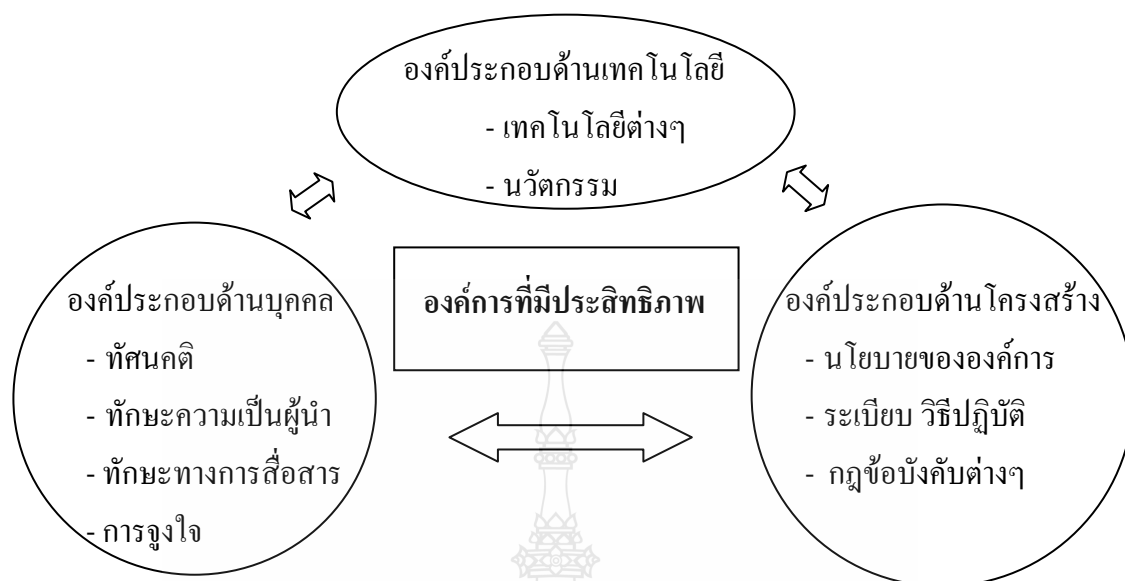 องค์ประกอบด้านเทคโนโลยี
- เทคโนโลยีต่างๆ
- นวัตกรรม
องค์ประกอบด้านบุคคล
- ทัศนคติ
- ทักษะความเป็นผู้นำ
- ทักษะทางการสื่อสาร
- การจูงใจ
องค์การที่มีประสิทธิภาพ
องค์ประกอบด้านโครงสร้าง
- นโยบายขององค์การ
- ระเบียบ วิธีปฏิบัติ
- กฎข้อบังคับต่างๆ